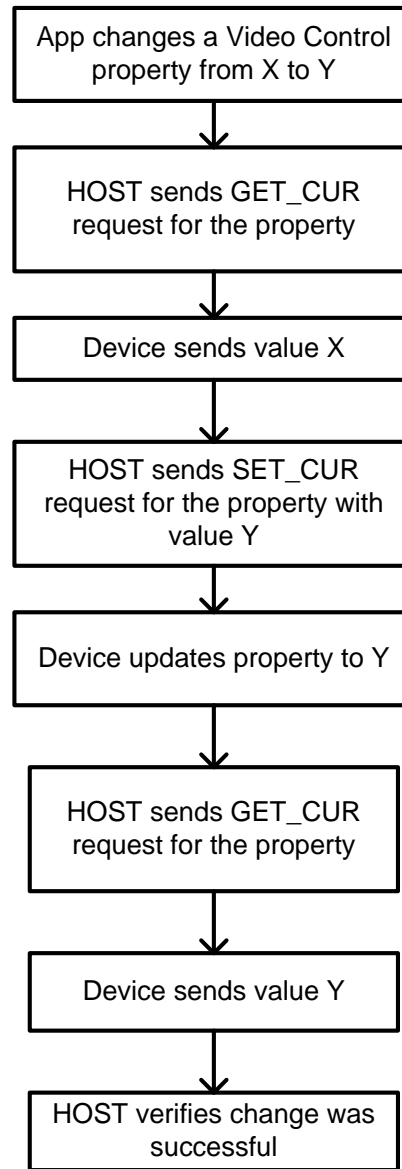 App changes a Video Control
property from X to Y
HOST sends GET_CUR
request for the property
Device sends value X
HOST sends SET_CUR
request for the property with
value Y
Device updates property to Y
HOST sends GET_CUR
request for the property
Device sends value Y
HOST verifies change was
successful